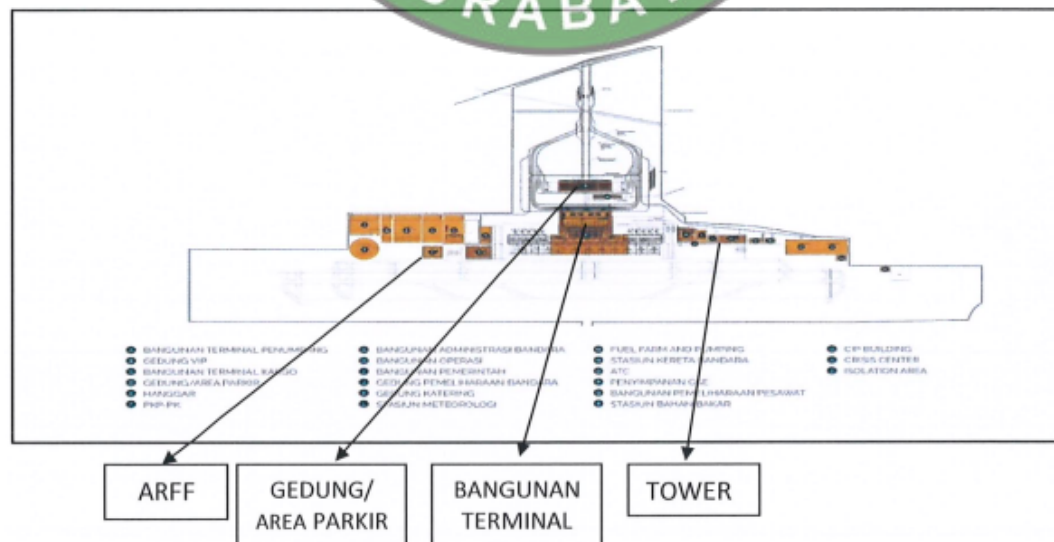 URABA
BANGUNAN TERMINAL PENUMPANG
GEDUNG VIP
BANGUNAN TERMINAL KARGO
GEDUNG/AREA PARKIR
HANGGAR
PKP-PK
BANGUNAN ADMINISTRASI BANDARA
BANGUNAN OPERASI
BANGUNAN PEMERINTAH
GEDUNG PEMELIHARAAN BANDARA
GEDUNG KATERING
STASIUN METEOROLOGI
FUEL FARM AND PUMPING
STASIUN KERETA BANDARA
ATC
PENYIMPANAN GSE
BANGUNAN PEMELIHARAAN PESAWAT
STASIUN BAHAN BAKAR
CIP BUILDING
CRISIS CENTER
ISOLATION AREA
ARFF
GEDUNG/
AREA PARKIR
BANGUNAN
TERMINAL
TOWER